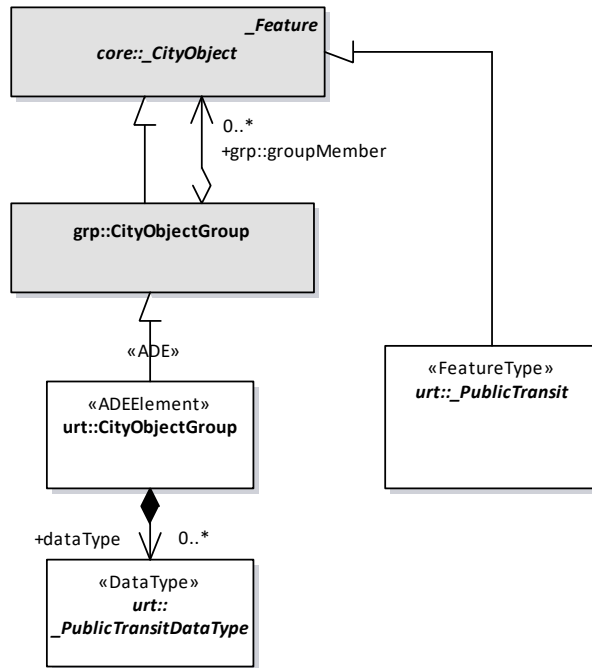 _Feature
core::_CityObject
0..*
+grp::groupMember
grp::CityObjectGroup
«ADE»
«FeatureType»
urt::_PublicTransit
«ADEElement»
urt::CityObjectGroup
+dataType
0..*
«DataType»
urt::
_PublicTransitDataType